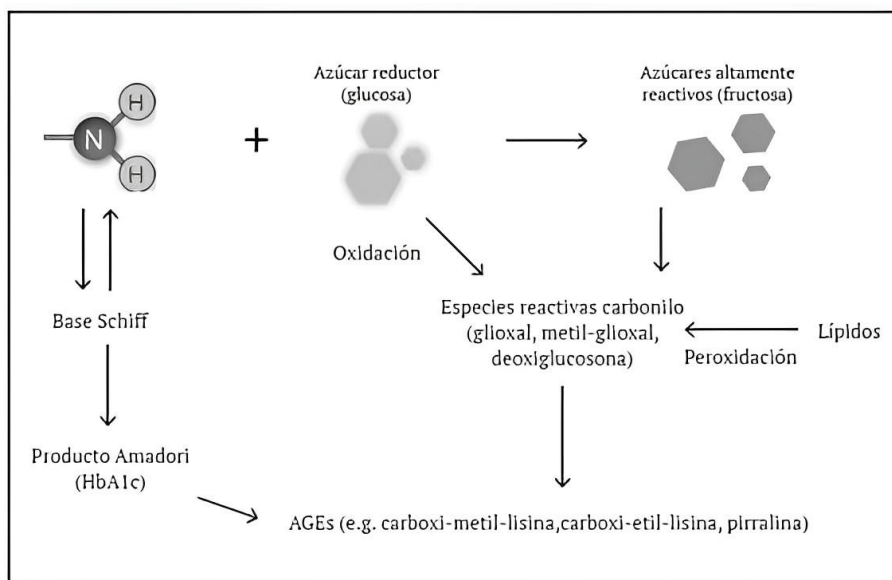 Azúcar reductor
(glucosa)
Azúcares altamente
reactivos (fructosa)
H
N
H
+
Oxidación
Base Schiff
Especies reactivas carbonilo
(glioxal, metil-glioxal,
deoxiglucosona)
Lípidos
Peroxidación
Producto Amadori
(HbA1c)
AGEs (e.g. carboxi-metil-lisina,carboxi-etil-lisina, pirralina)